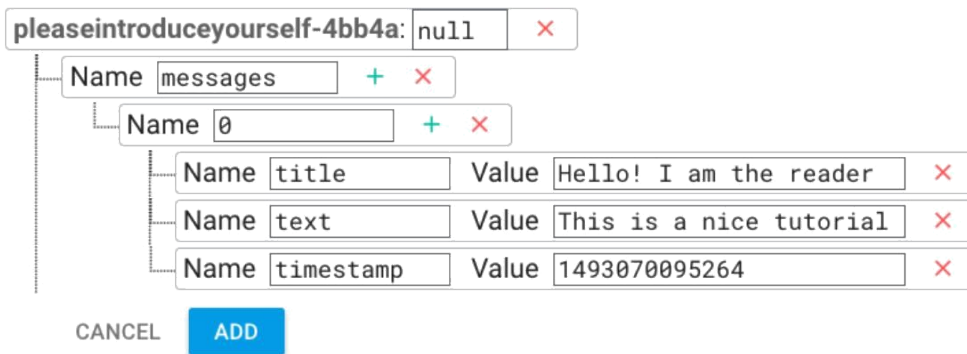 pleaseintroduceyourself-4bb4a: null ×
Name messages + ×
Name 0 + ×
Name title Value Hello! I am the reader ×
Name text Value This is a nice tutorial ×
Name timestamp Value 1493070095264 ×
CANCEL ADD